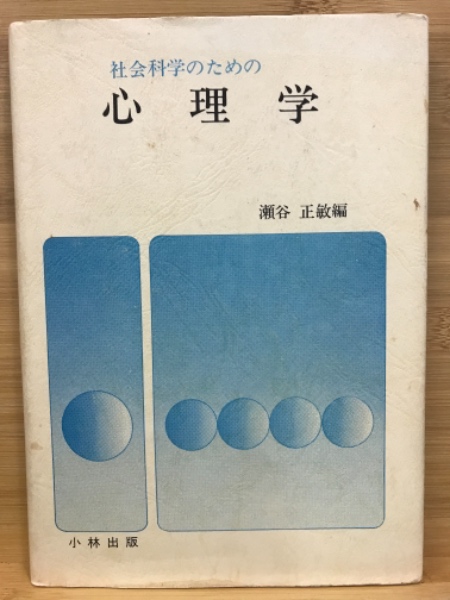 社会科学のための
心理学
瀬谷 正敏編
小林出版